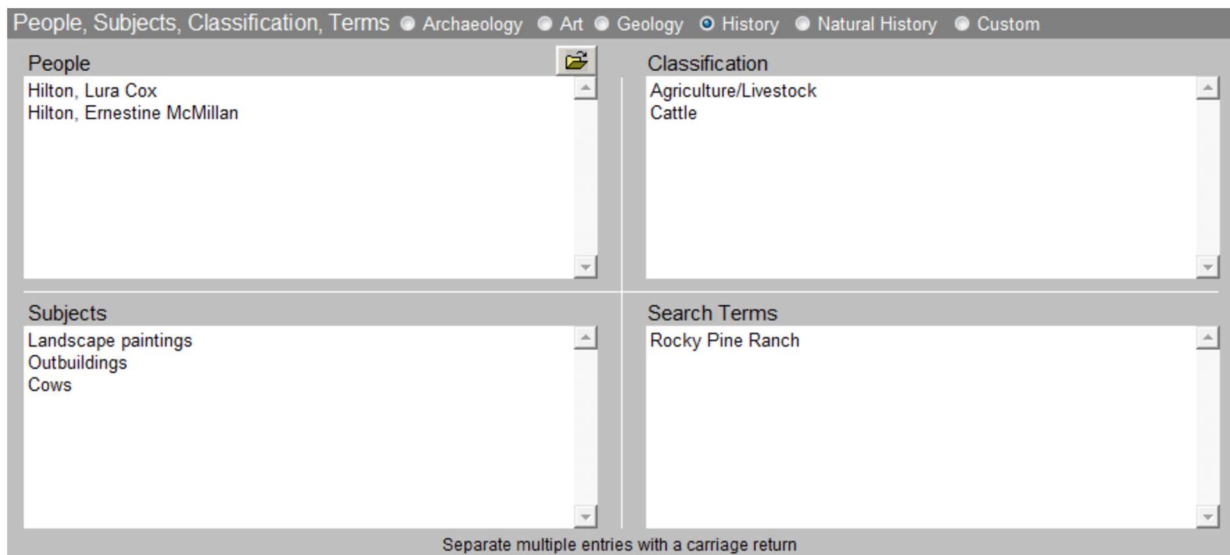 People, Subjects, Classification, Terms Archaeology Art Geology History Natural History Custom
People
Hilton, Lura Cox
Hilton, Ernestine McMillan
Classification
Agriculture/Livestock
Cattle
Subjects
Landscape paintings
Outbuildings
Cows
Search Terms
Rocky Pine Ranch
Separate multiple entries with a carriage return